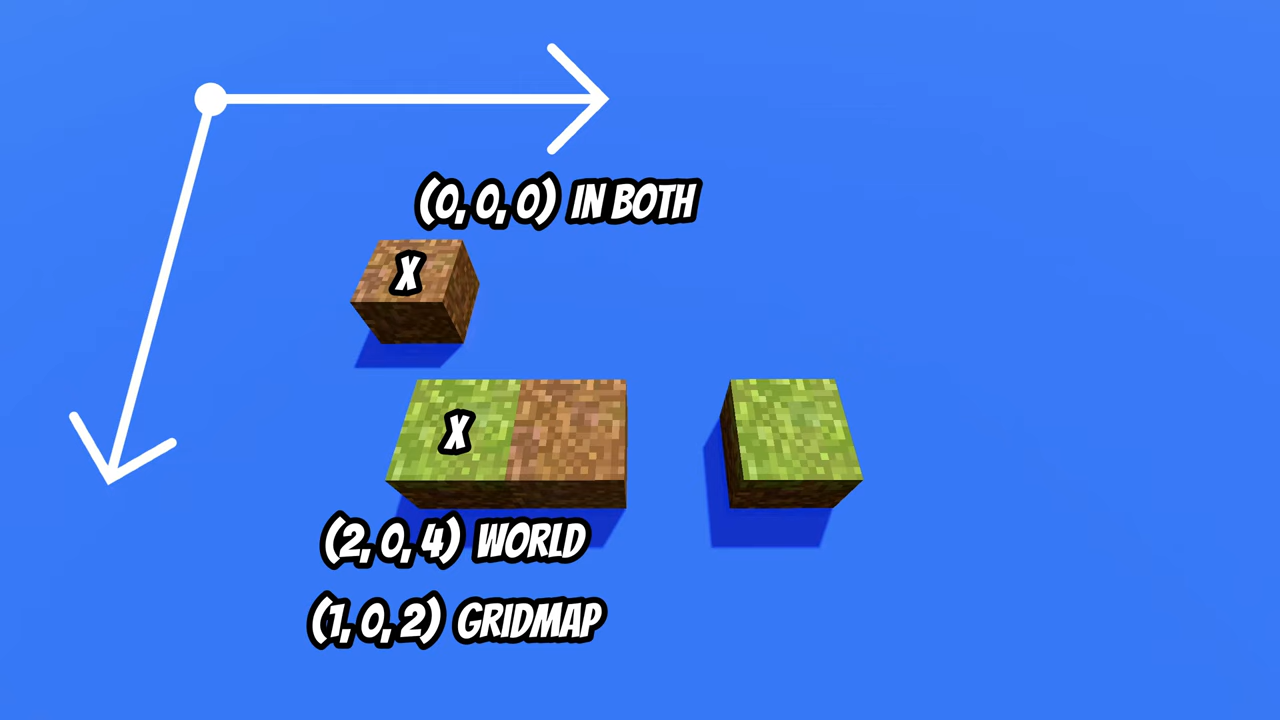 (0, 0, 0) IN BOTH
X
X
(2, 0, 4) WORLD
(1, 0, 2) GRIDMAP